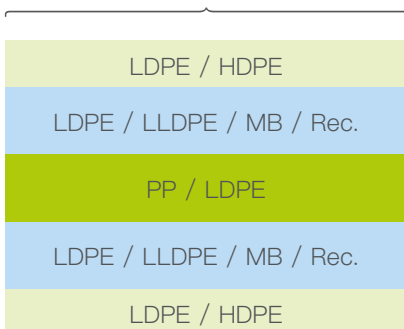 LDPE / HDPE
LDPE / LLDPE / MB / Rec.
PP / LDPE
LDPE / LLDPE / MB / Rec.
LDPE / HDPE